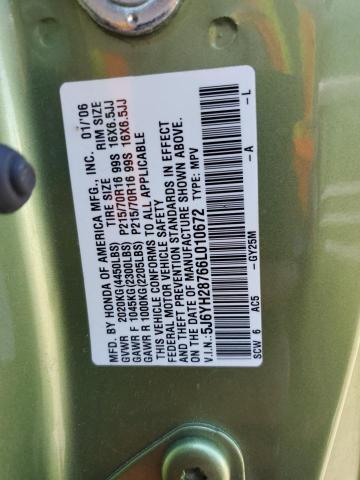 MFD. BY HONDA OF AMERICA MFG., INC. 01/'06
TIRE SIZE RIM SIZE
GVWR 2020KG(4450LBS)
GAWR F 1045KG(2300LBS) P215/70R16 99S 16X6.5JJ
GAWR R 1000KG(2205LBS) P215/70R16 99S 16X6.5JJ
THIS VEHICLE CONFORMS TO ALL APPLICABLE
FEDERAL MOTOR VEHICLE SAFETY STANDARDS AND
THEFT PREVENTION STANDARDS IN EFFECT
ON THE DATE OF MANUFACTURE SHOWN ABOVE.
V.I.N.: 5J6YH28766L010672 TYPE: MPV
-GY25M -A -L
SCW 6 AC5